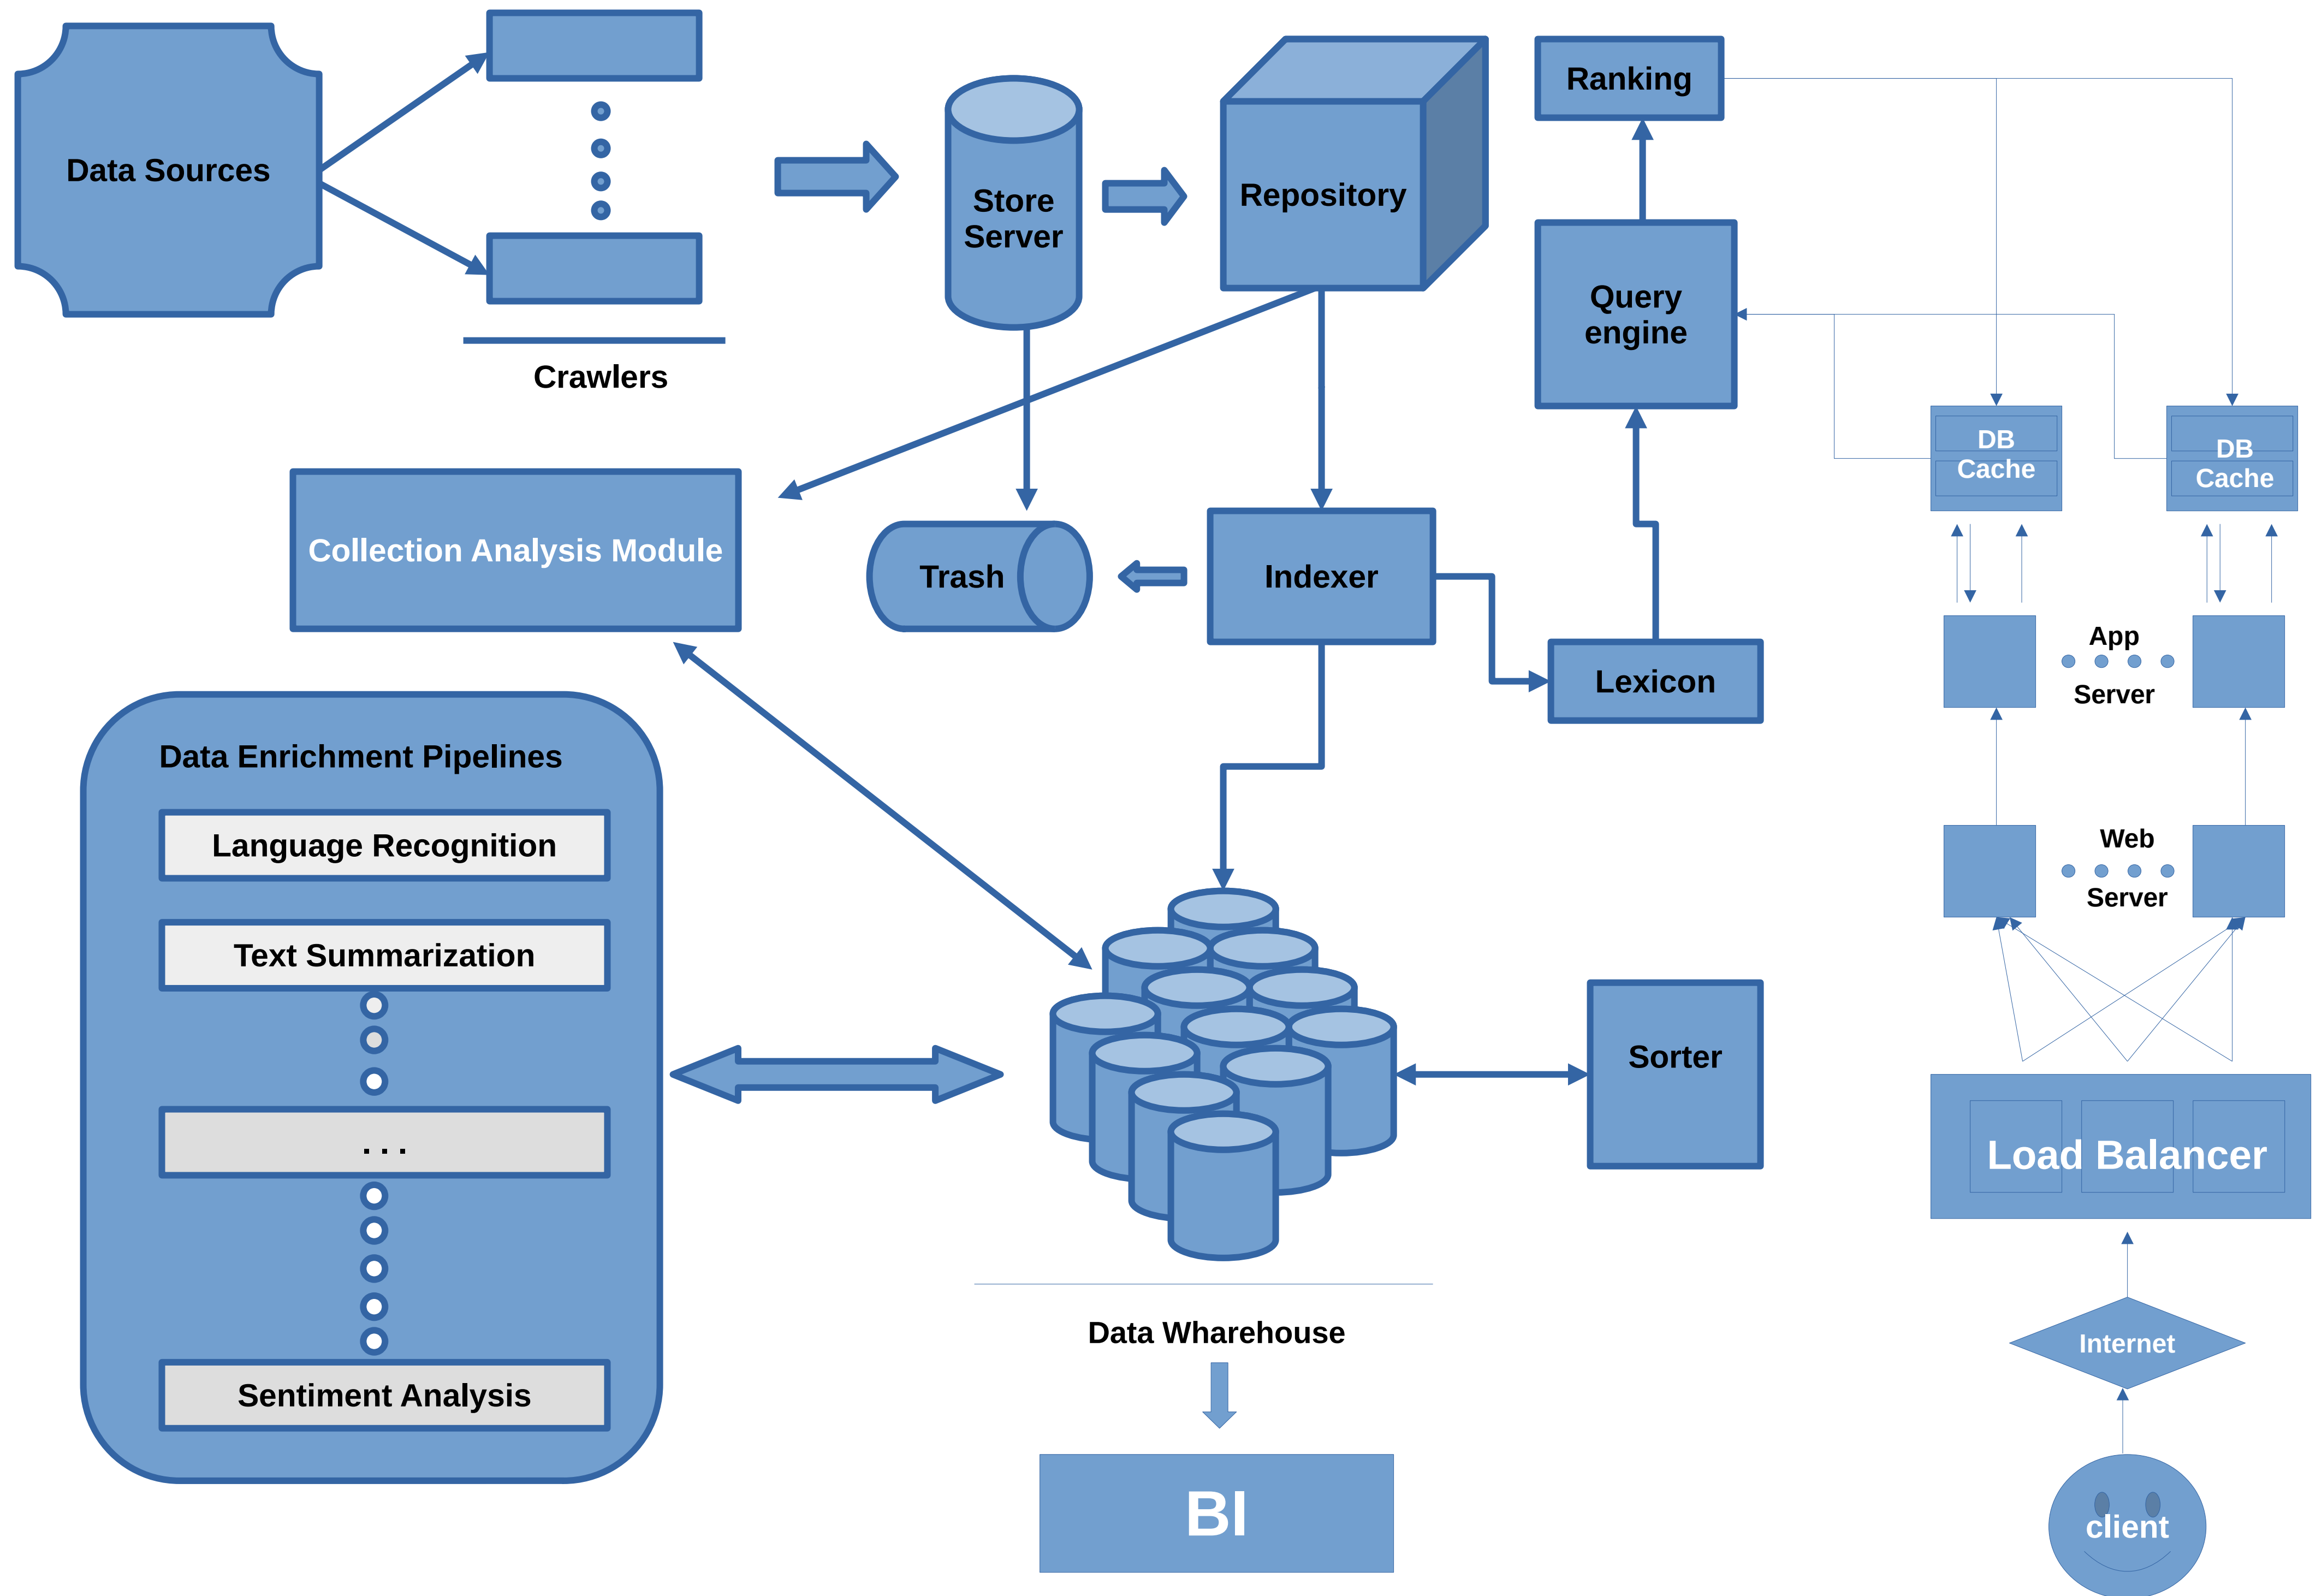 Data Sources
Crawlers
Store
Server
Repository
Ranking
Query
engine
DB
Cache
DB
Cache
Collection Analysis Module
Trash
Indexer
Lexicon
App
Server
Data Enrichment Pipelines
Language Recognition
Text Summarization
. . .
Sentiment Analysis
Web
Server
Sorter
Load Balancer
Data Wharehouse
Internet
BI
client